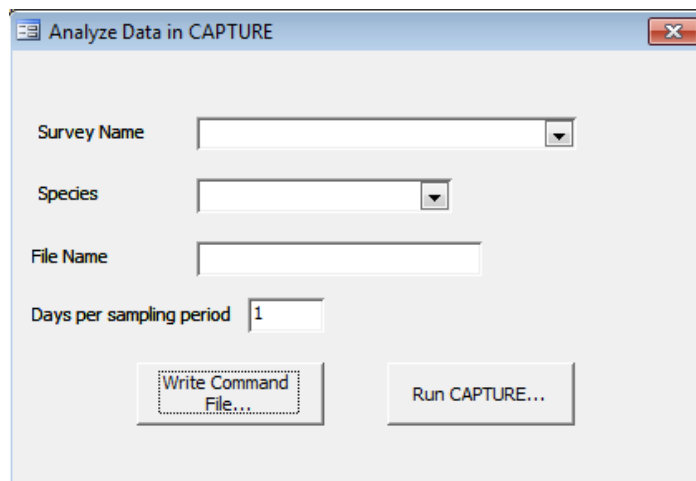 Analyze Data in CAPTURE
Survey Name
Species
File Name
Days per sampling period 1
Write Command
File...
Run CAPTURE...